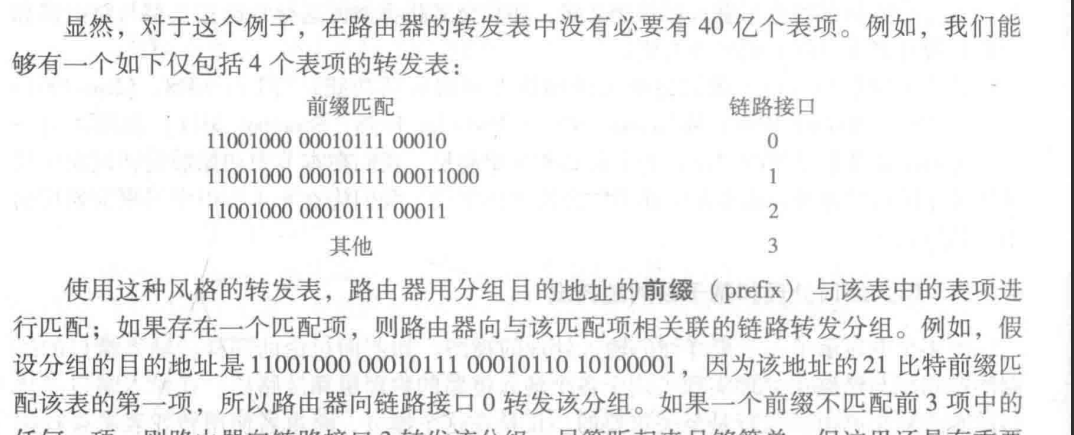 显然，对于这个例子，在路由器的转发表中没有必要有 40 亿个表项。例如，我们能
够有一个如下仅包括 4 个表项的转发表：
前缀匹配 链路接口
11001000 00010111 00010 0
11001000 00010111 00011000 1
11001000 00010111 00011 2
其他 3
使用这种风格的转发表，路由器用分组目的地址的前缀（prefix）与该表中的表项进
行匹配；如果存在一个匹配项，则路由器向与该匹配项相关联的链路转发分组。例如，假
设分组的目的地址是 11001000 00010111 00010110 10100001，因为该地址的 21 比特前缀匹
配该表的第一项，所以路由器向链路接口 0 转发该分组。如果一个前缀不匹配前 3 项中的